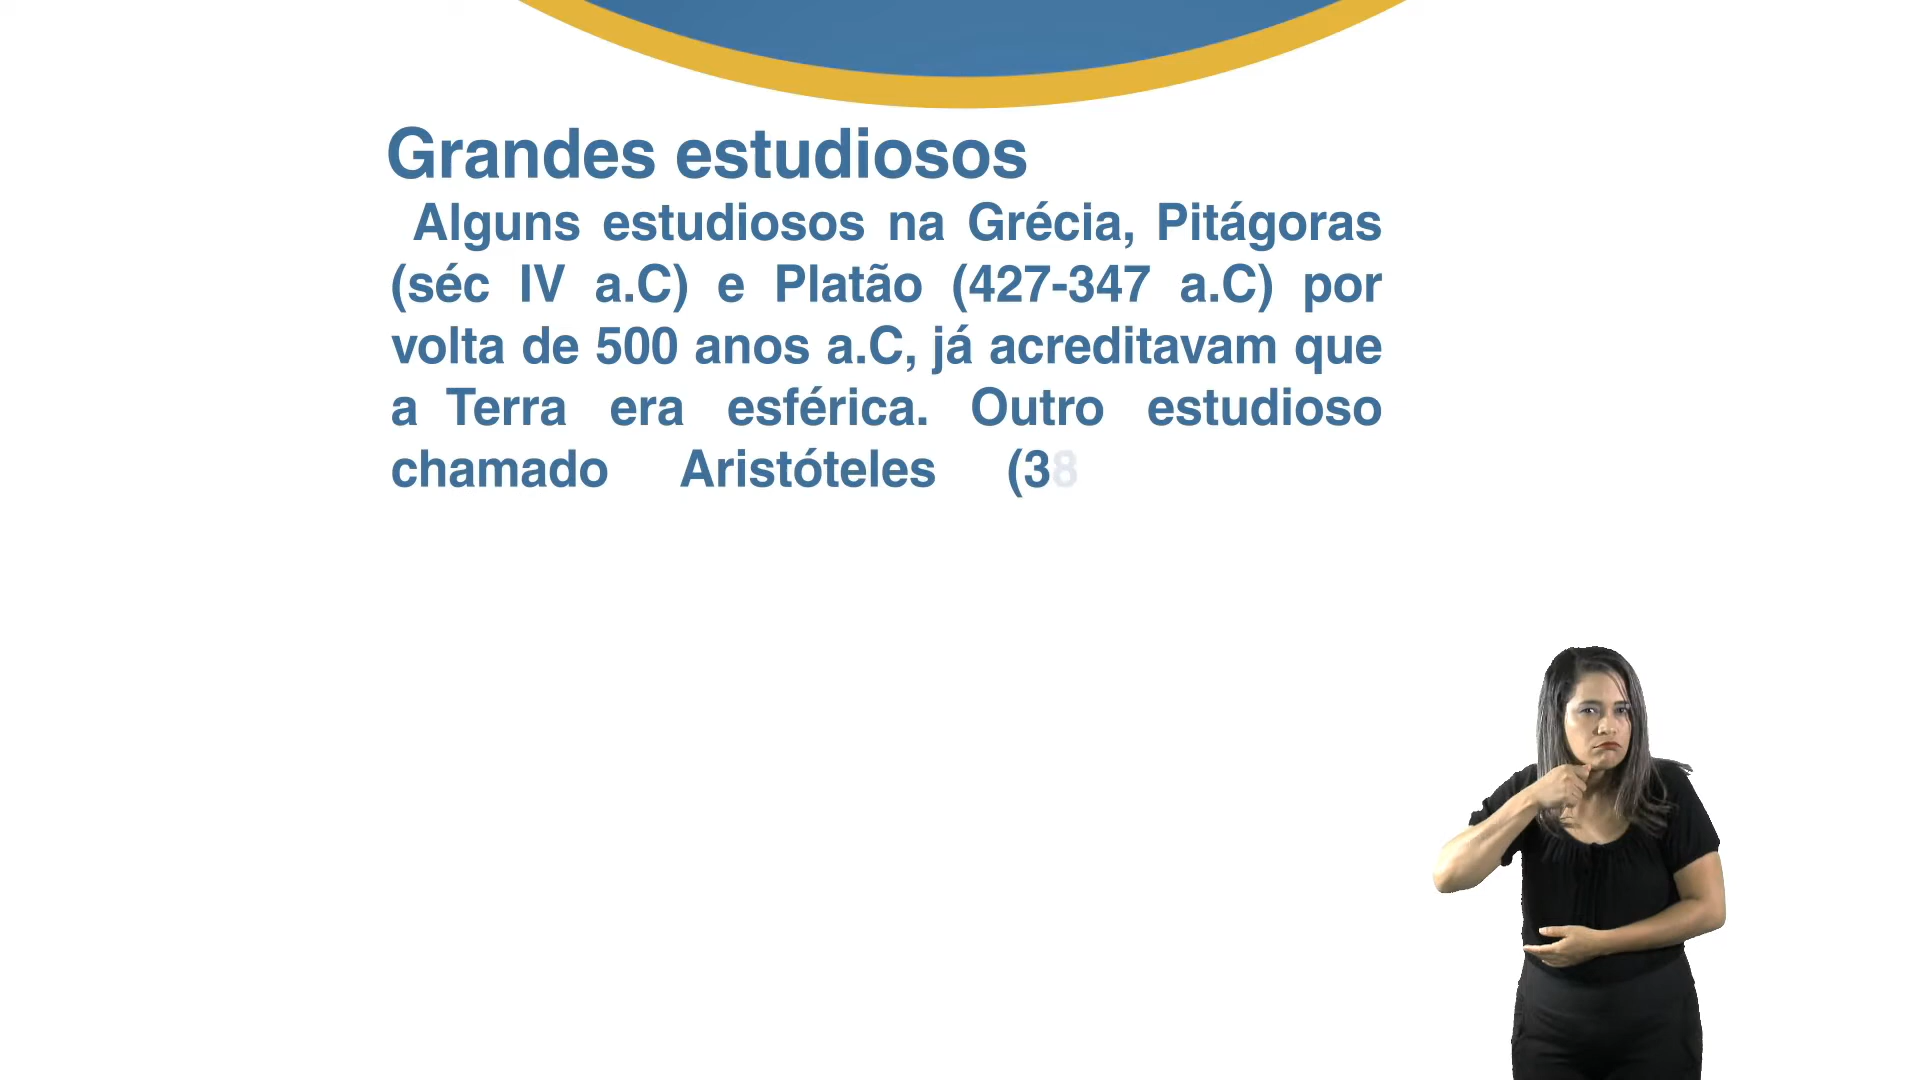 Grandes estudiosos
Alguns estudiosos na Grécia, Pitágoras
(séc IV a.C) e Platão (427-347 a.C) por
volta de 500 anos a.C, já acreditavam que
a Terra era esférica. Outro estudioso
chamado Aristóteles (38